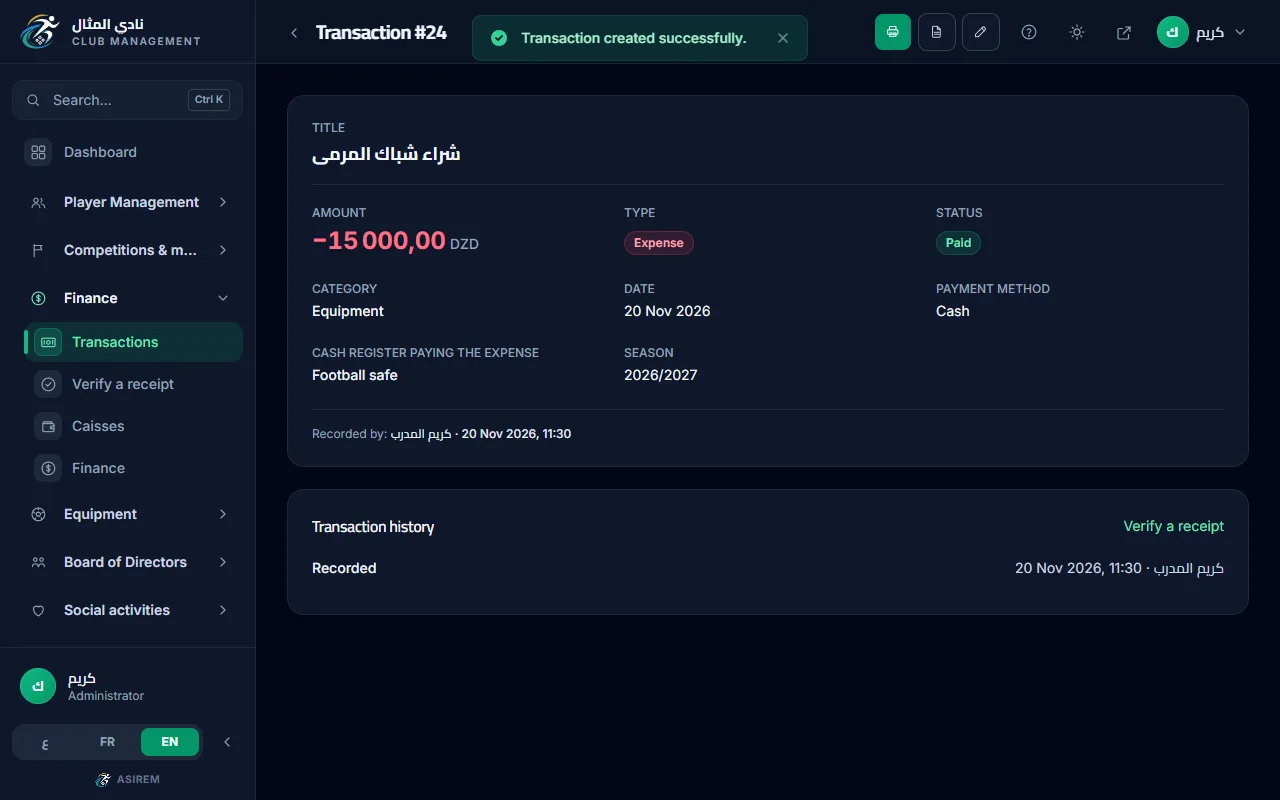 نادي المثال
CLUB MANAGEMENT
Search...
Ctrl K
Dashboard
Player Management
Competitions & m...
Finance
Transactions
Verify a receipt
Caisses
Finance
Equipment
Board of Directors
Social activities
ك
كريم
Administrator
ع
FR
EN
ASIREM
Transaction #24
Transaction created successfully.
ك
كريم
TITLE
شراء شباك المرمى
AMOUNT
TYPE
STATUS
−15 000,00 DZD
Expense
Paid
CATEGORY
DATE
PAYMENT METHOD
Equipment
20 Nov 2026
Cash
CASH REGISTER PAYING THE EXPENSE
SEASON
Football safe
2026/2027
Recorded by: كريم المدرب · 20 Nov 2026, 11:30
Transaction history
Verify a receipt
Recorded
20 Nov 2026, 11:30 · كريم المدرب